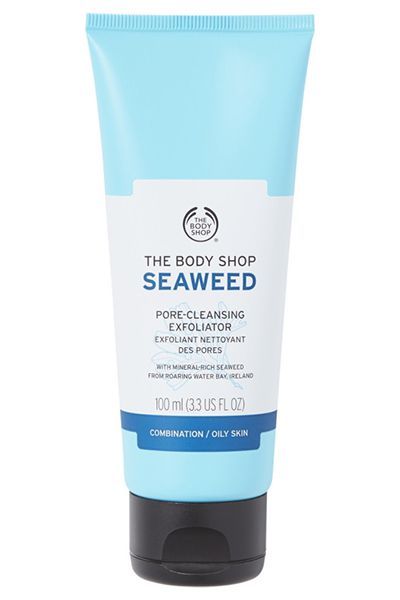 THE
BODY
SHOP®
THE BODY SHOP
SEAWEED
PORE-CLEANSING
EXFOLIATOR
EXFOLIANT NETTOYANT
DES PORES
WITH MINERAL-RICH SEAWEED
FROM ROARING WATER BAY, IRELAND
100 ml (3.3 US FL OZ)
COMBINATION / OILY SKIN